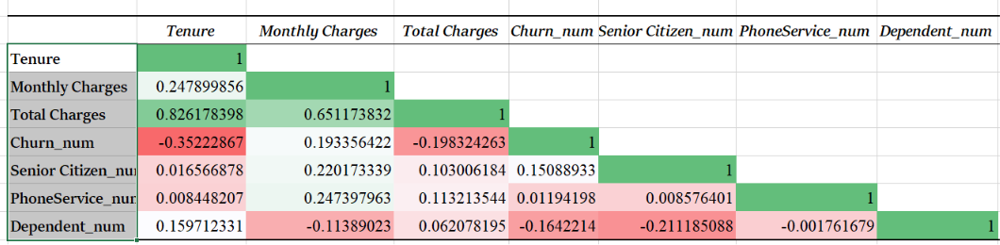 Tenure Monthly Charges Total Charges Churn_num Senior Citizen_num PhoneService_num Dependent_num
Tenure 1
Monthly Charges 0.247899856 1
Total Charges 0.826178398 0.651173832 1
Churn_num -0.35222867 0.193356422 -0.198324263 1
Senior Citizen_nu 0.016566878 0.220173339 0.103006184 0.15088933 1
PhoneService_nur 0.008448207 0.247397963 0.113213544 0.01194198 0.008576401 1
Dependent_num 0.159712331 -0.11389023 0.062078195 -0.1642214 -0.211185088 -0.001761679 1